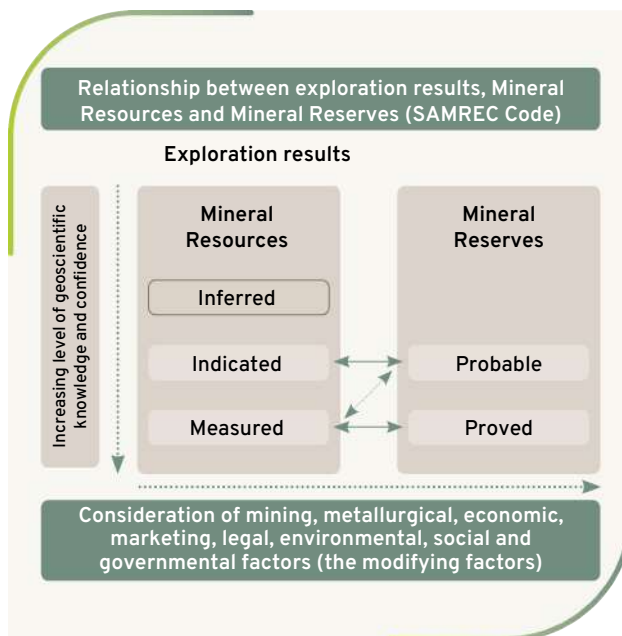 Relationship between exploration results, Mineral
Resources and Mineral Reserves (SAMREC Code)
Exploration results
Increasing level of geoscientific
knowledge and confidence
Mineral
Resources
Inferred
Indicated
Measured
Mineral
Reserves
Probable
Proved
Consideration of mining, metallurgical, economic,
marketing, legal, environmental, social and
governmental factors (the modifying factors)